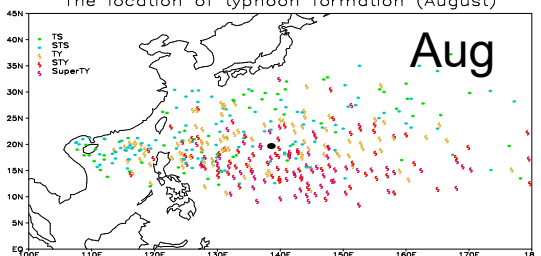 The location of typhoon formation (August)
45N
40N
35N
30N
25N
20N
15N
10N
5N
EQ
TS
STS
TY
STY
SuperTY
Aug
100E 110E 120E 130E 140E 150E 160E 170E 18